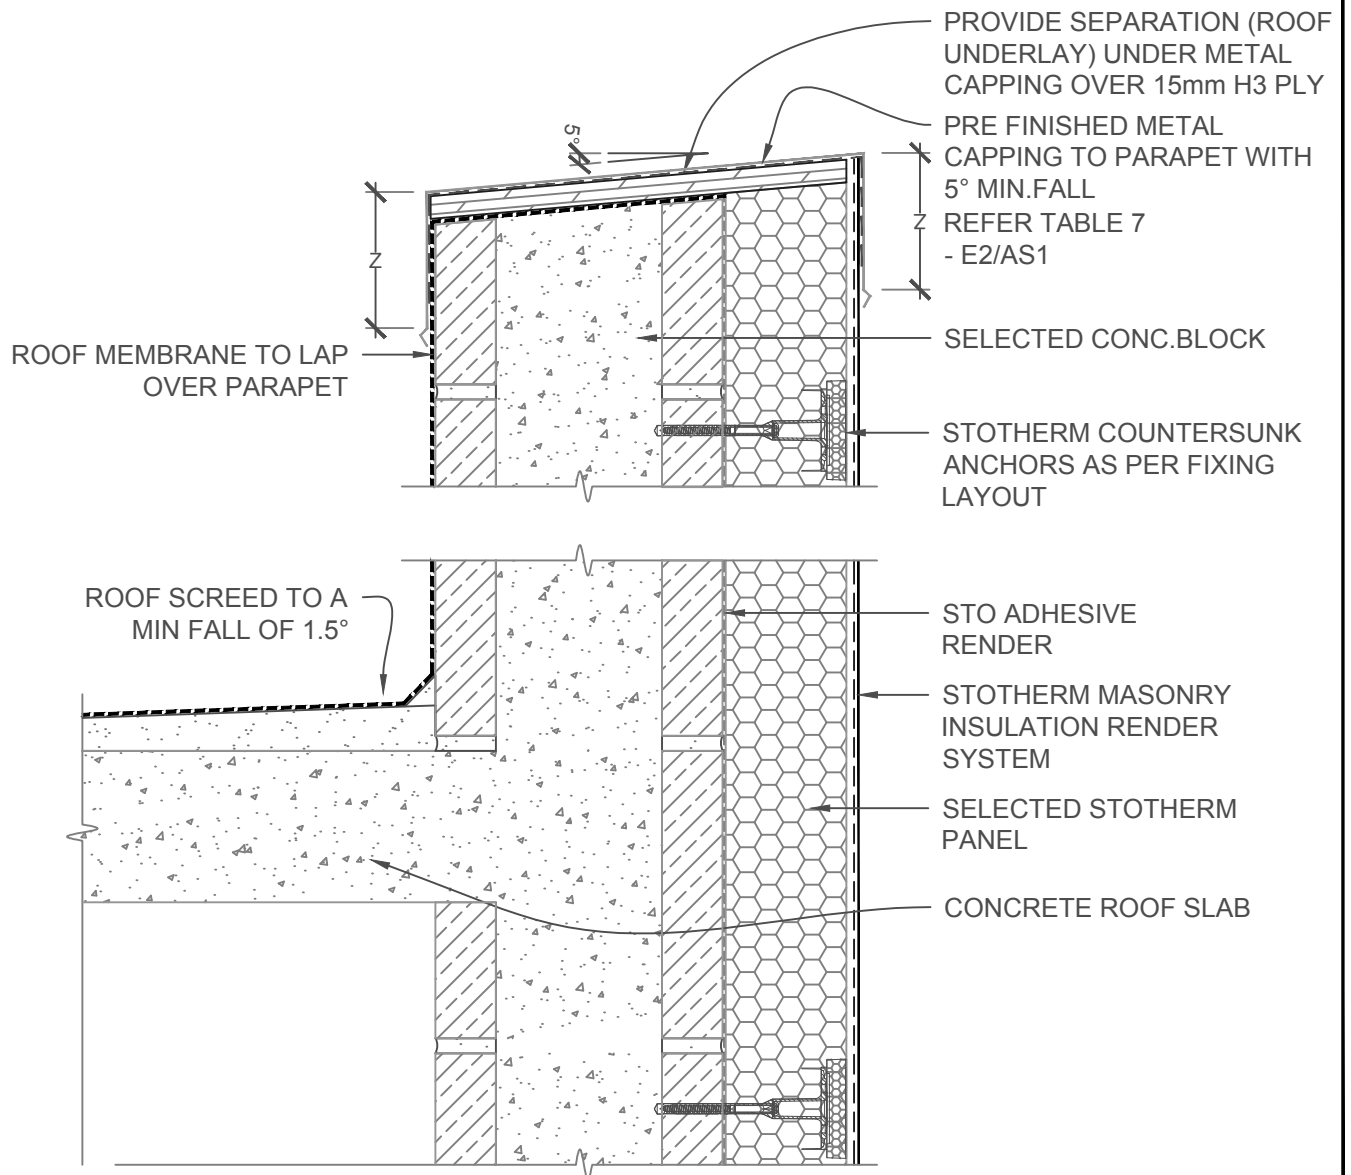 PROVIDE SEPARATION (ROOF
UNDERLAY) UNDER METAL
CAPPING OVER 15mm H3 PLY
PRE FINISHED METAL
CAPPING TO PARAPET WITH
5° MIN.FALL
REFER TABLE 7
- E2/AS1
5°
Z
Z
SELECTED CONC.BLOCK
ROOF MEMBRANE TO LAP
OVER PARAPET
STOTHERM COUNTERSUNK
ANCHORS AS PER FIXING
LAYOUT
ROOF SCREED TO A
MIN FALL OF 1.5°
STO ADHESIVE
RENDER
STOTHERM MASONRY
INSULATION RENDER
SYSTEM
SELECTED STOTHERM
PANEL
CONCRETE ROOF SLAB